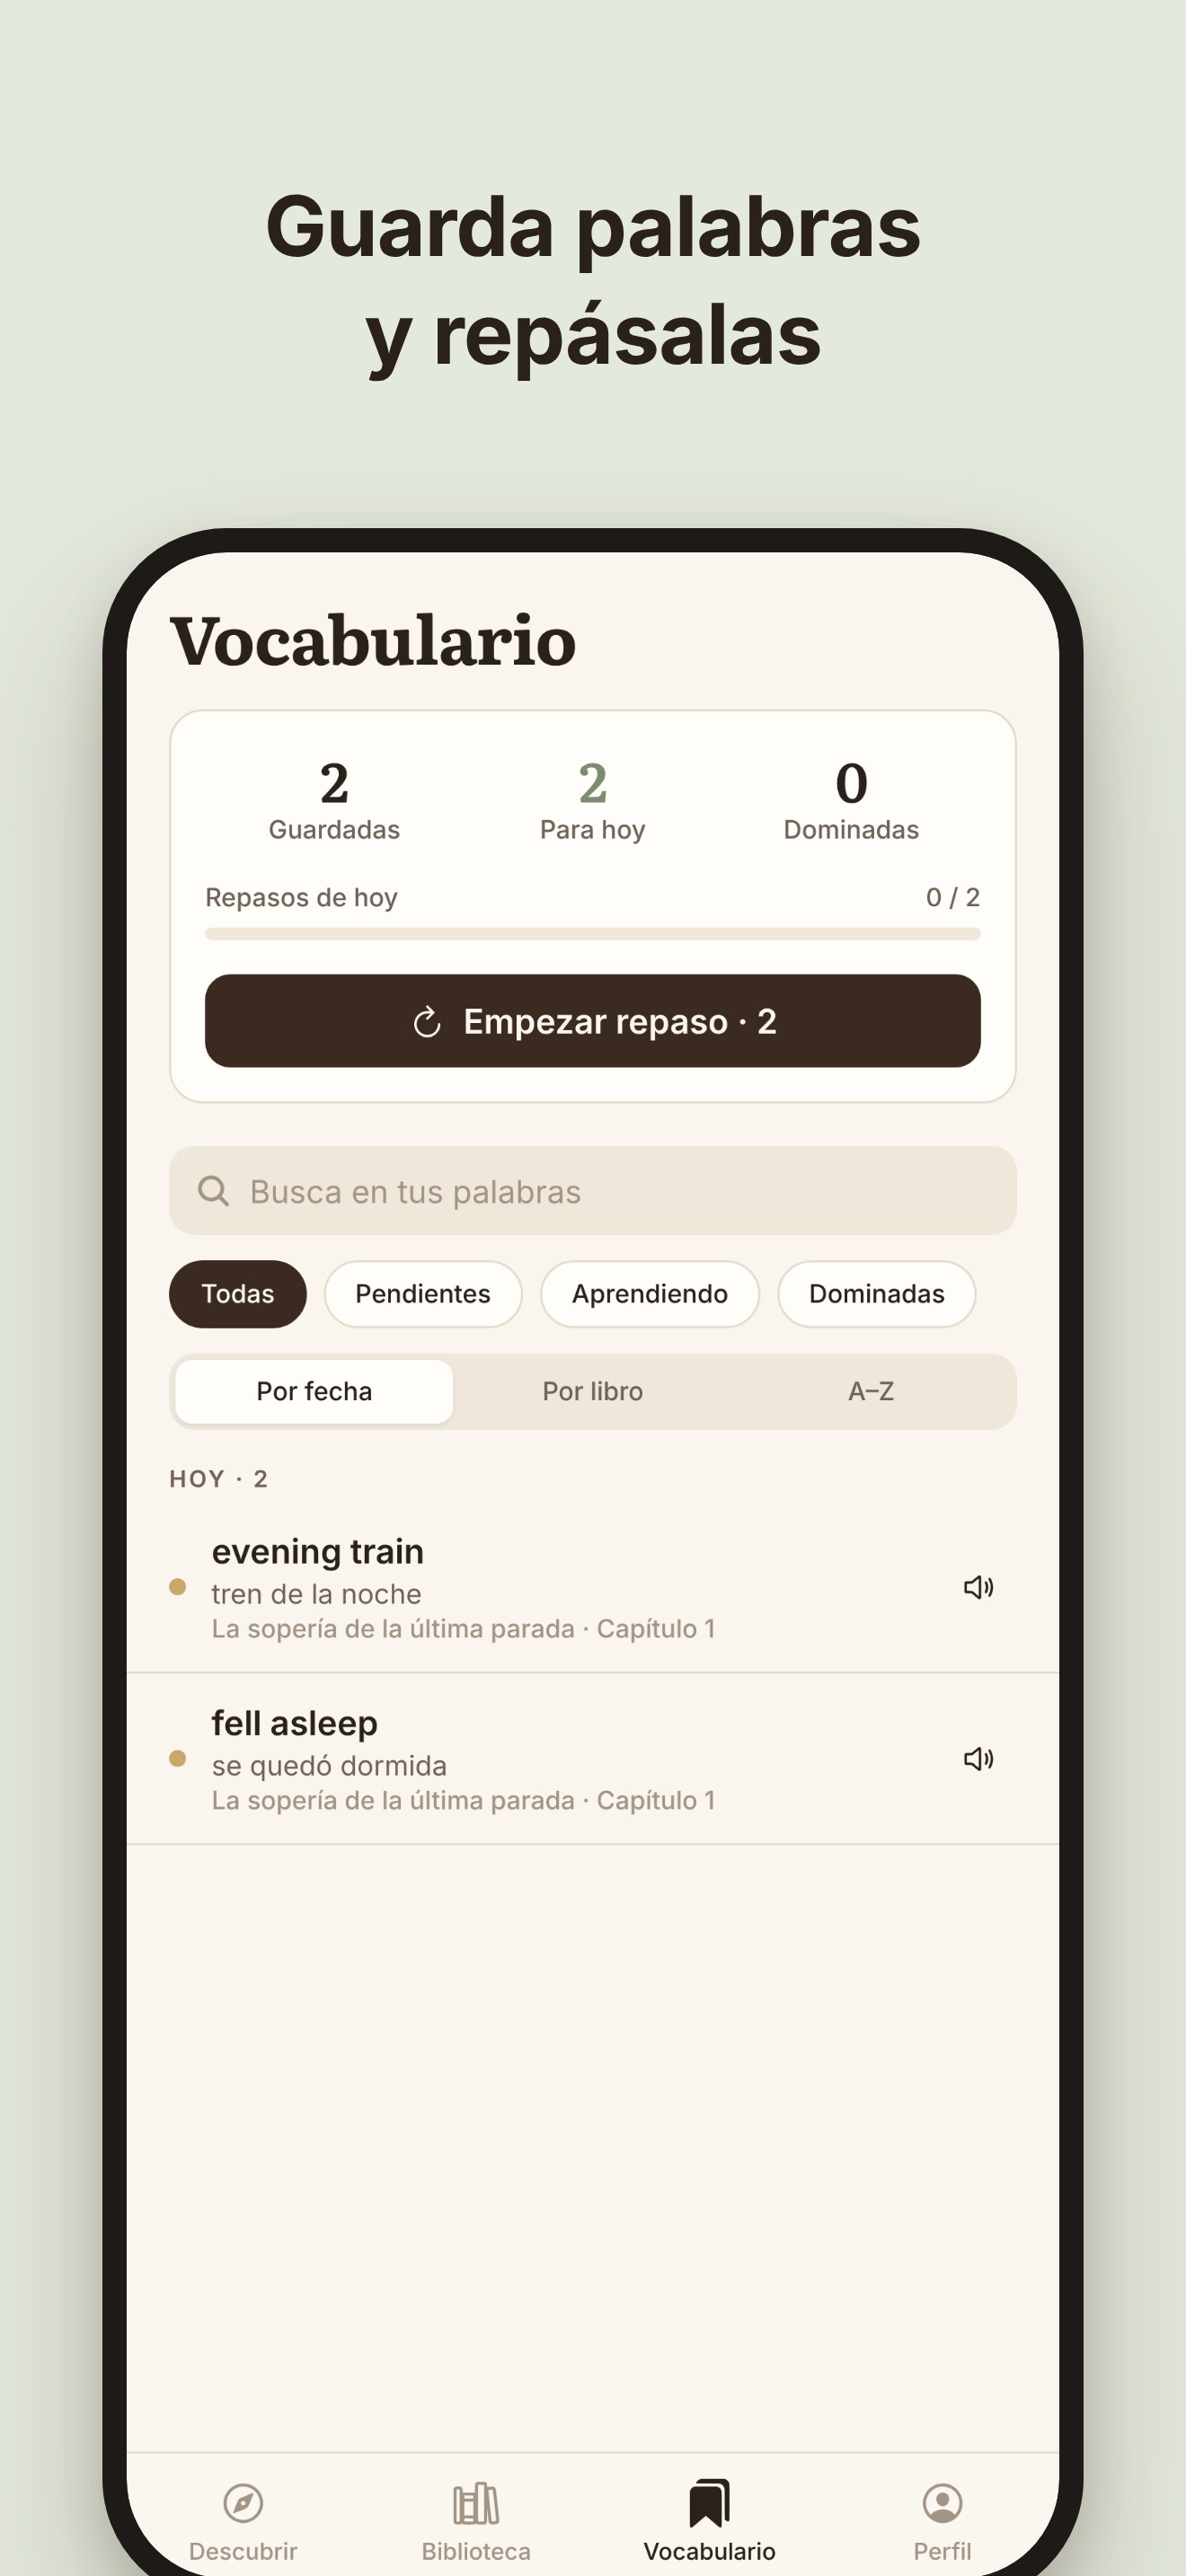 Guarda palabras
y repásalas
Vocabulario
2 2 0
Guardadas Para hoy Dominadas
Repasos de hoy 0 / 2
Empezar repaso · 2
Busca en tus palabras
Todas Pendientes Aprendiendo Dominadas
Por fecha Por libro A–Z
HOY · 2
evening train
tren de la noche
La sopería de la última parada · Capítulo 1
fell asleep
se quedó dormida
La sopería de la última parada · Capítulo 1
Descubrir Biblioteca Vocabulario Perfil